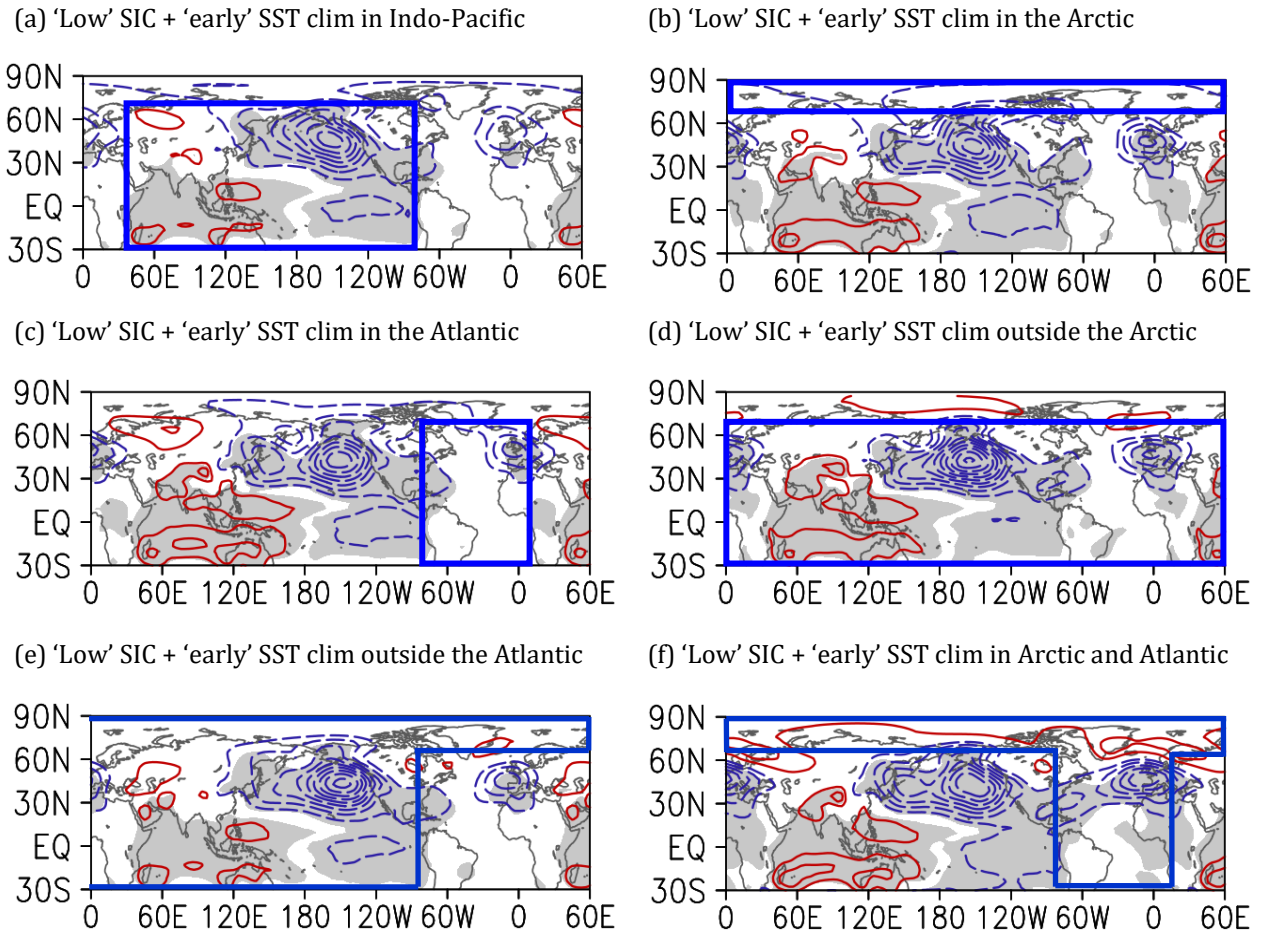 (a) ‘Low’ SIC + ‘early’ SST clim in Indo-Pacific
(b) ‘Low’ SIC + ‘early’ SST clim in the Arctic
90N
60N
30N
EQ
30S
0 60E 120E 180 120W 60W 0 60E
90N
60N
30N
EQ
30S
0 60E 120E 180 120W 60W 0 60E
(c) ‘Low’ SIC + ‘early’ SST clim in the Atlantic
(d) ‘Low’ SIC + ‘early’ SST clim outside the Arctic
90N
60N
30N
EQ
30S
0 60E 120E 180 120W 60W 0 60E
90N
60N
30N
EQ
30S
0 60E 120E 180 120W 60W 0 60E
(e) ‘Low’ SIC + ‘early’ SST clim outside the Atlantic
(f) ‘Low’ SIC + ‘early’ SST clim in Arctic and Atlantic
90N
60N
30N
EQ
30S
0 60E 120E 180 120W 60W 0 60E
90N
60N
30N
EQ
30S
0 60E 120E 180 120W 60W 0 60E